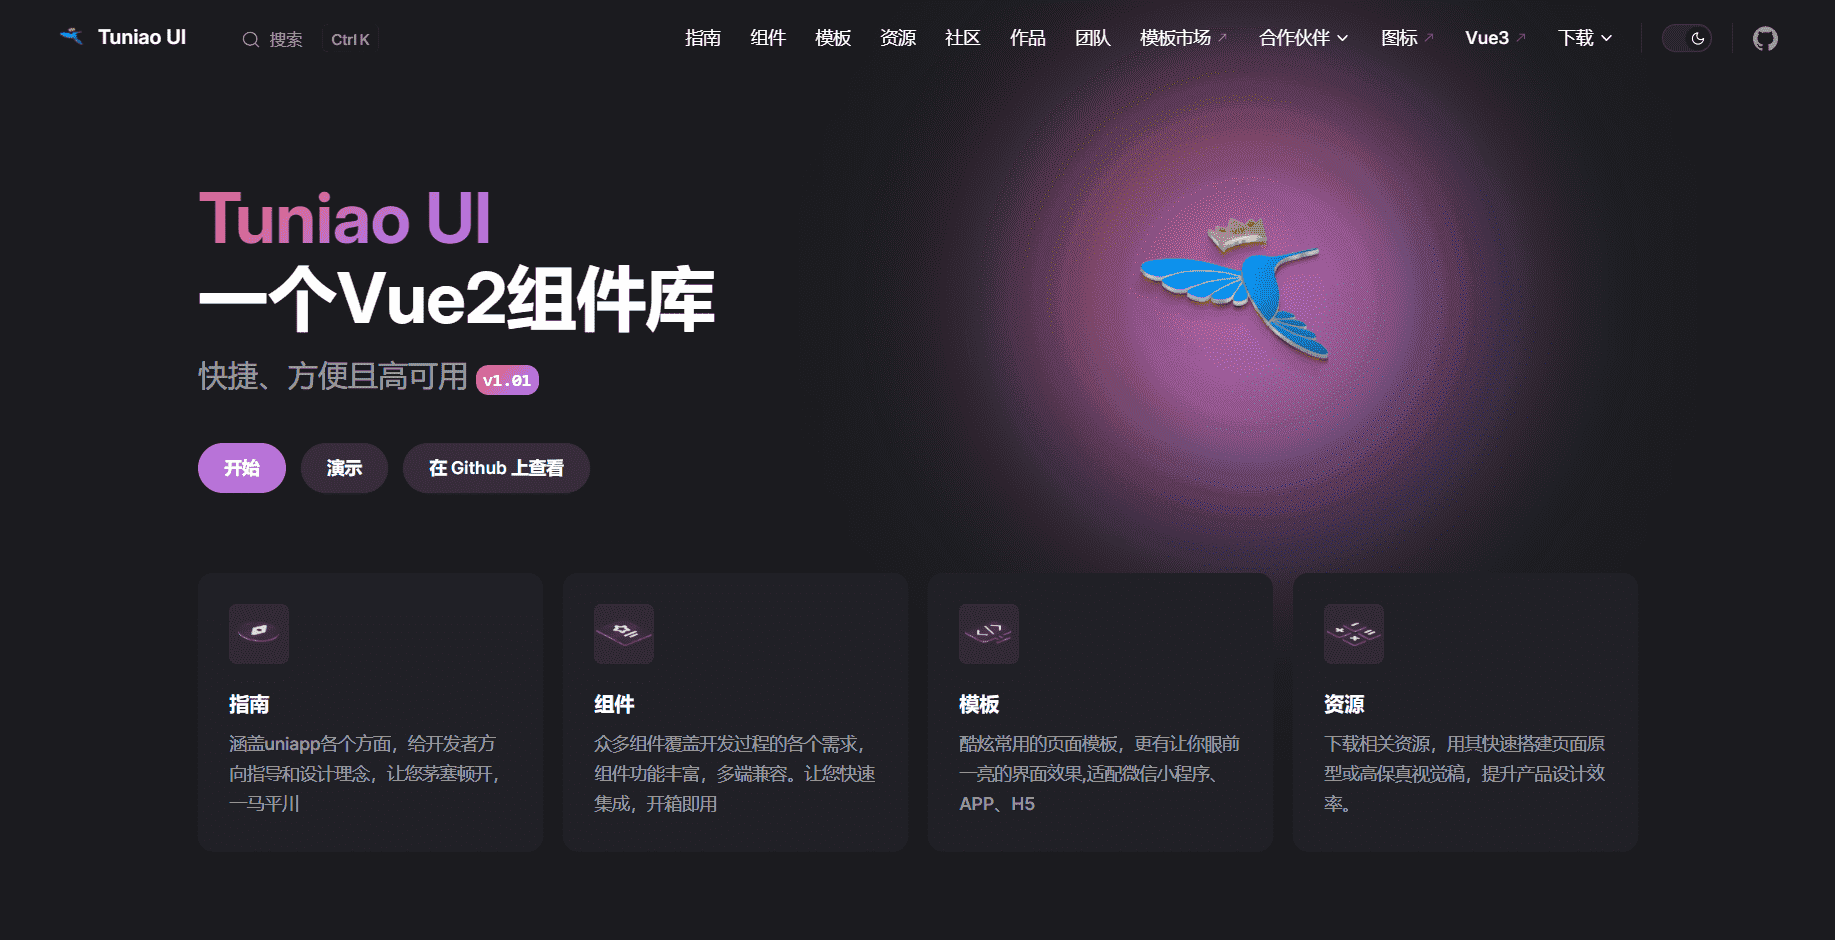 Tuniao UI
搜索
Ctrl K
指南
组件
模板
资源
社区
作品
团队
模板市场
合作伙伴
图标
Vue3
下载
Tuniao UI
一个Vue2组件库
快捷、方便且高可用 v1.01
开始
演示
在 Github 上查看
指南
涵盖uniapp各个方面，给开发者方
向指导和设计理念，让您茅塞顿开，
一马平川
组件
众多组件覆盖开发过程的各个需求，
组件功能丰富，多端兼容。让您快速
集成，开箱即用
模板
酷炫常用的页面模板，更有让你眼前
一亮的界面效果,适配微信小程序、
APP、H5
资源
下载相关资源，用其快速搭建页面原
型或高保真视觉稿，提升产品设计效
率。